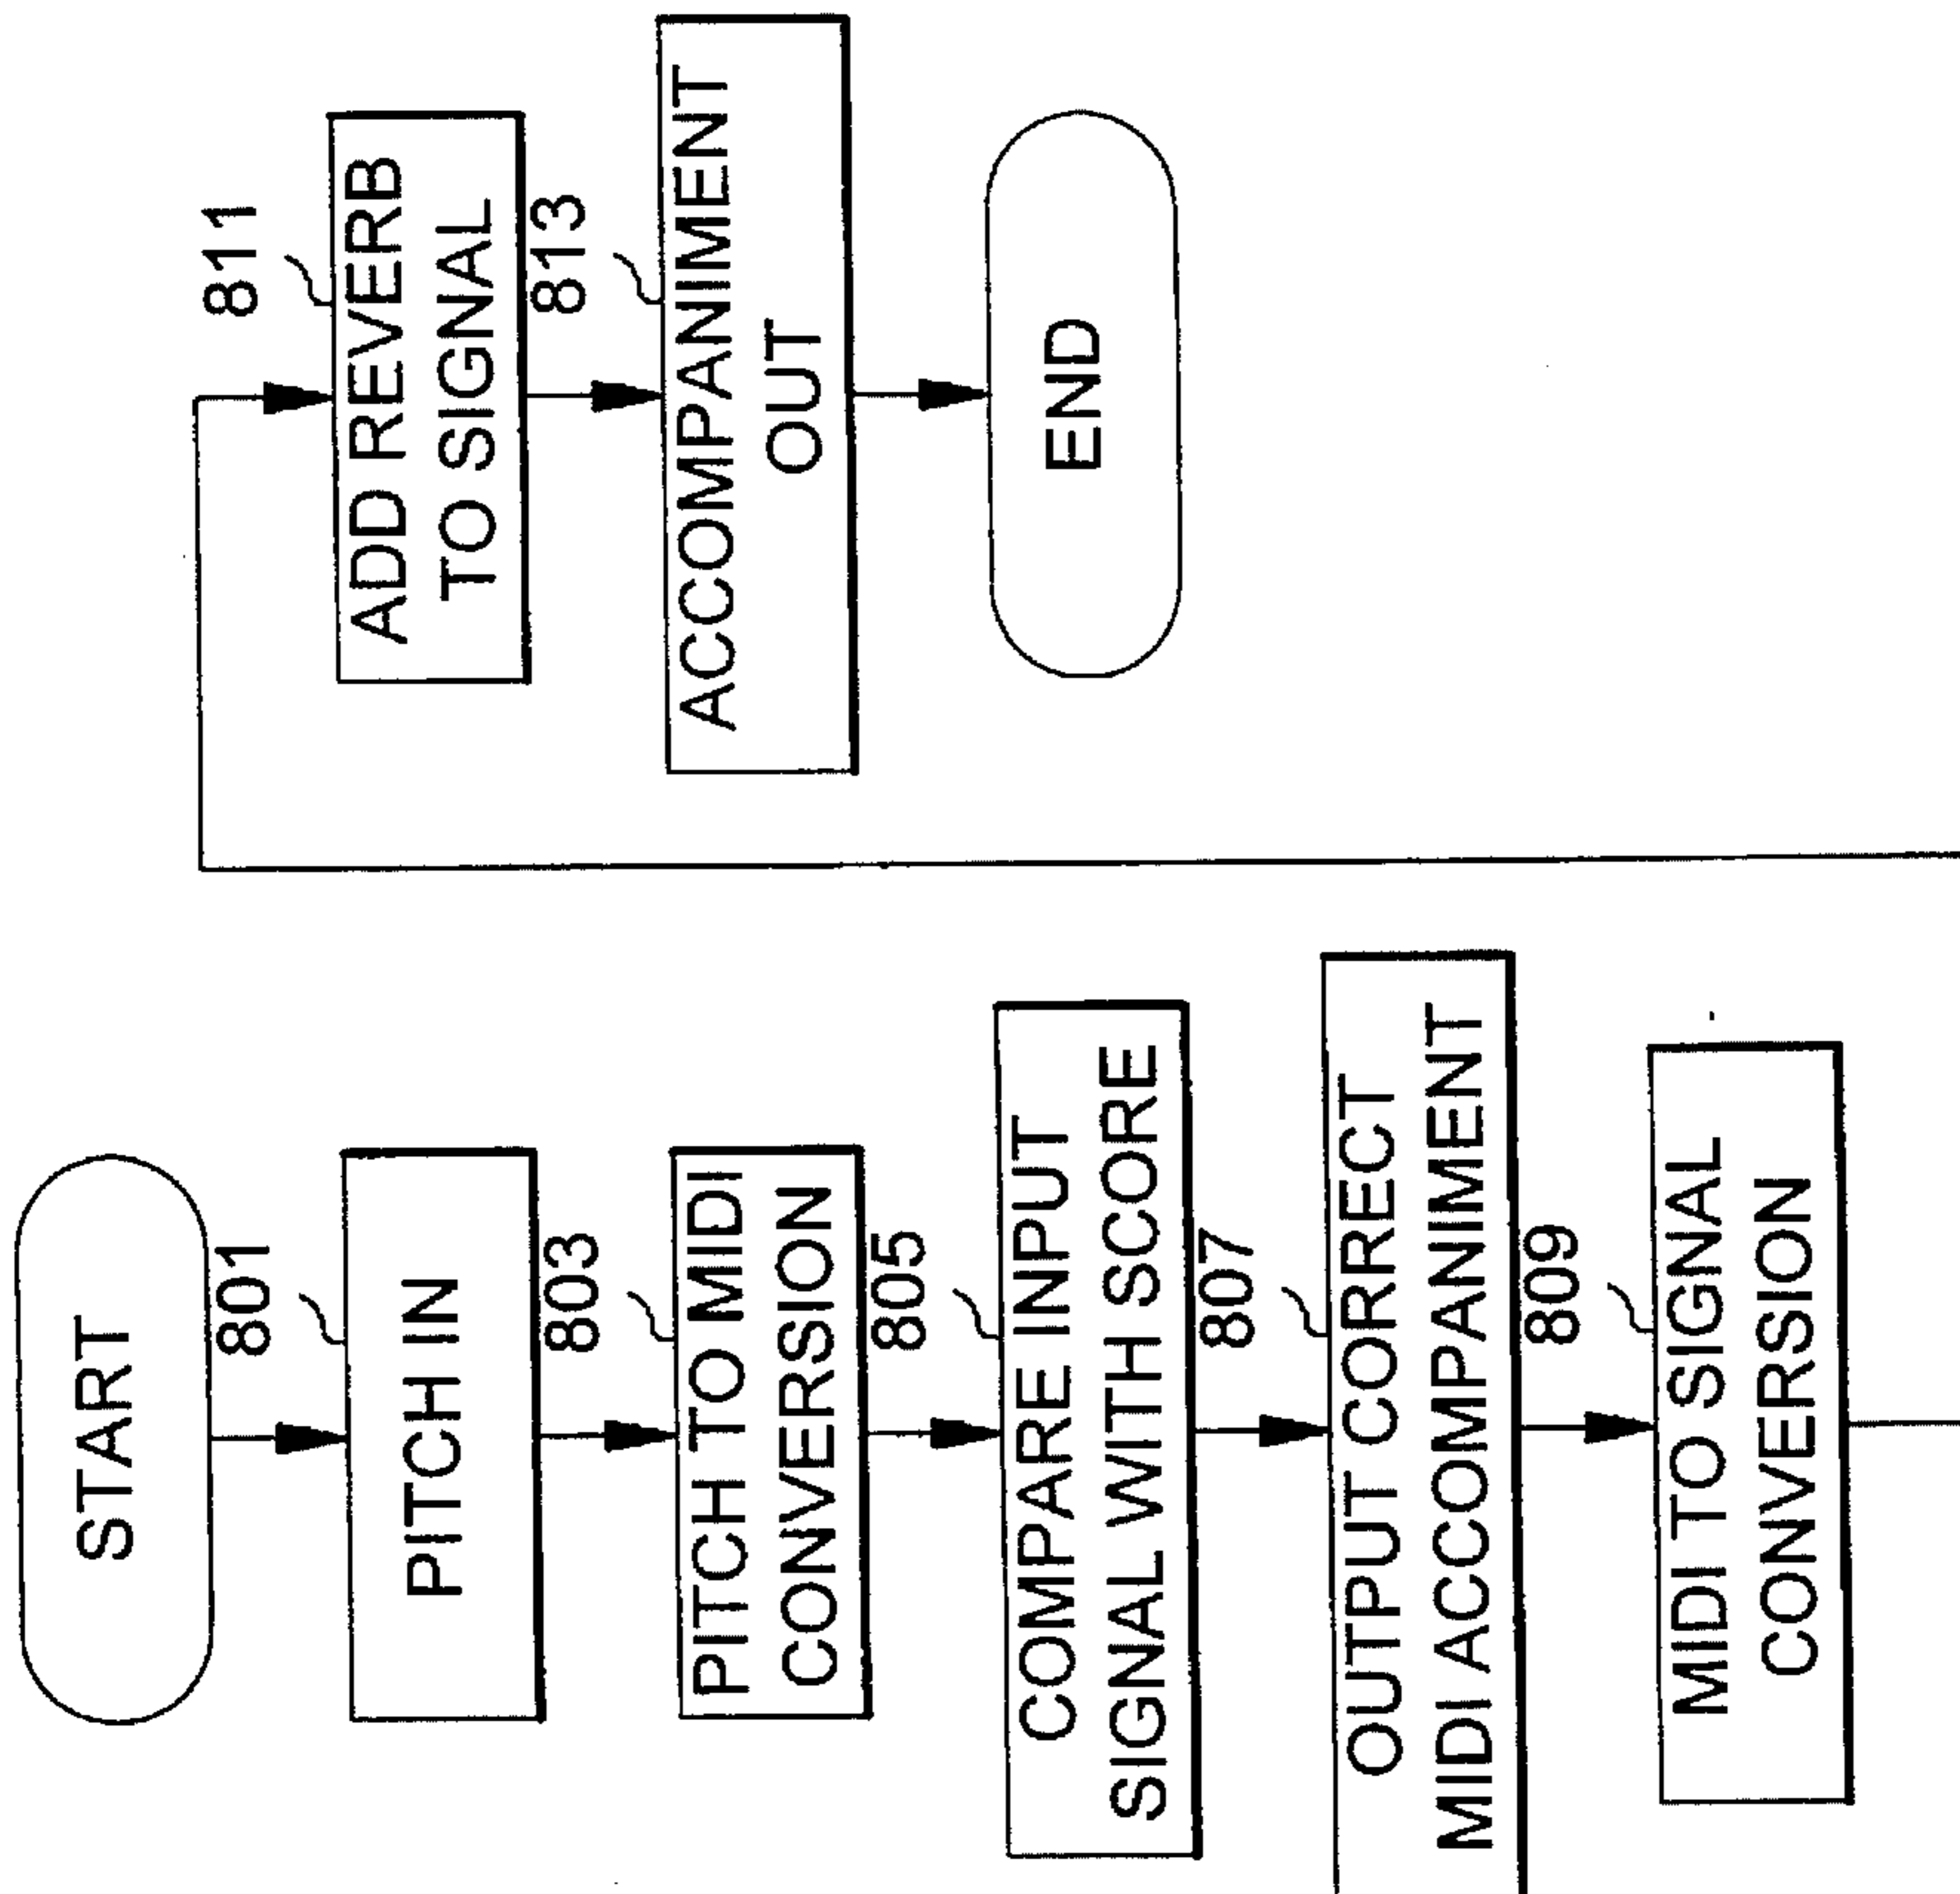 START
801
PITCH IN
803
PITCH TO MIDI
CONVERSION
805
COMPARE INPUT
SIGNAL WITH SCORE
807
OUTPUT CORRECT
MIDI ACCOMPANIMENT
809
MIDI TO SIGNAL
CONVERSION
811
ADD REVERB
TO SIGNAL
813
ACCOMPANIMENT
OUT
END